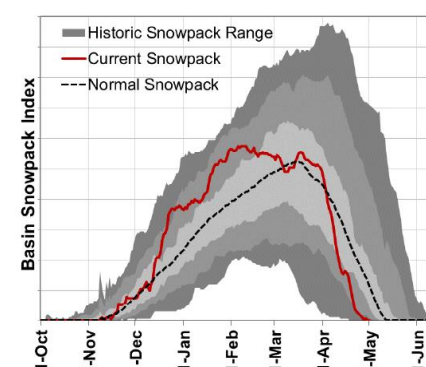 Historic Snowpack Range
Current Snowpack
Normal Snowpack
Basin Snowpack Index
-Oct
-Nov
-Dec
-Jan
-Feb
-Mar
-Apr
-May
-Jun